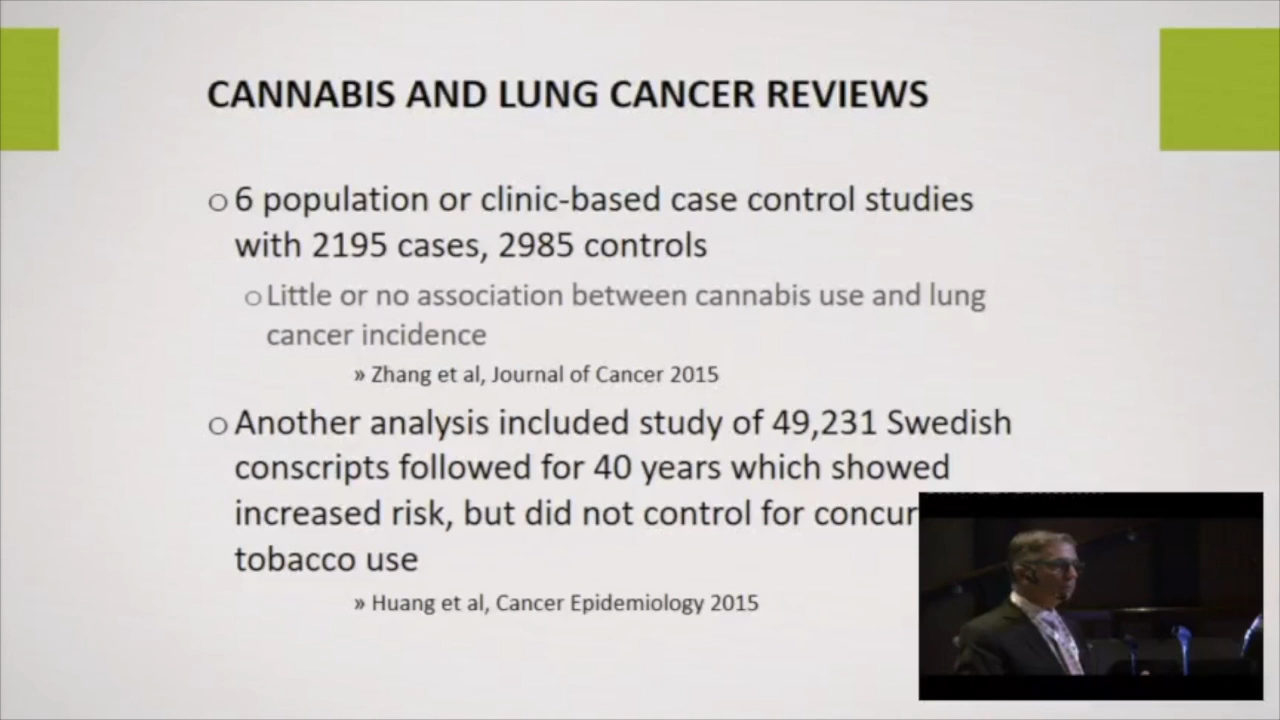 CANNABIS AND LUNG CANCER REVIEWS
○ 6 population or clinic-based case control studies
with 2195 cases, 2985 controls
○ Little or no association between cannabis use and lung
cancer incidence
» Zhang et al, Journal of Cancer 2015
○ Another analysis included study of 49,231 Swedish
conscripts followed for 40 years which showed
increased risk, but did not control for
tobacco use
» Huang et al, Cancer Epidemiology 2015